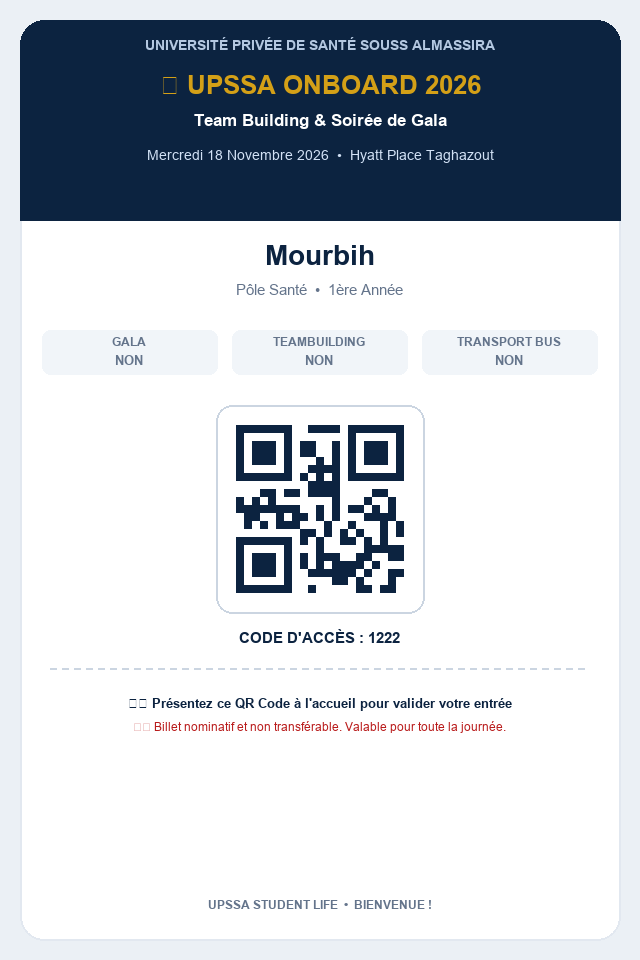 UNIVERSITÉ PRIVÉE DE SANTÉ SOUSS ALMASSIRA
UPSSA ONBOARD 2026
Team Building & Soirée de Gala
Mercredi 18 Novembre 2026 • Hyatt Place Taghazout
Mourbih
Pôle Santé • 1ère Année
GALA
NON
TEAMBUILDING
NON
TRANSPORT BUS
NON
CODE D'ACCÈS : 1222
Présentez ce QR Code à l'accueil pour valider votre entrée
Billet nominatif et non transférable. Valable pour toute la journée.
UPSSA STUDENT LIFE • BIENVENUE !